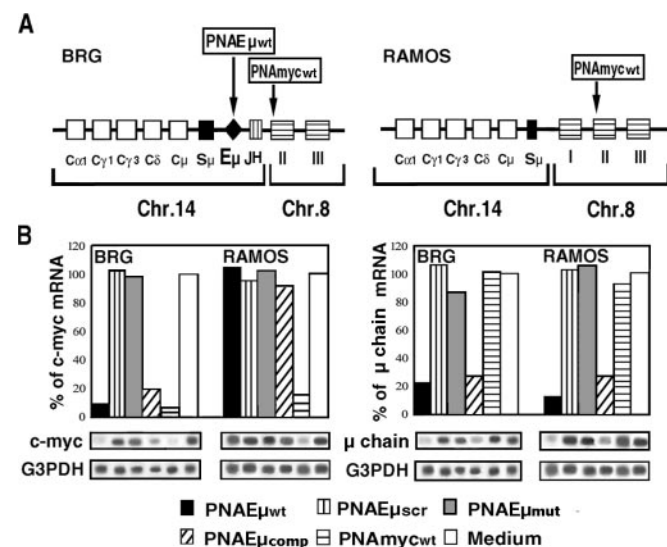 A
BRG
PNAEμwt
PNAmycwt
Cα1 Cγ1 Cγ3 Cδ Cμ Sμ Eμ JH II III
Chr.14 Chr.8
RAMOS
PNAmycwt
Cα1 Cγ1 Cγ3 Cδ Cμ Sμ I II III
Chr.14 Chr.8
B
% of c-myc mRNA
120
100
80
60
40
20
0
BRG RAMOS
c-myc
G3PDH
% of μ chain mRNA
120
100
80
60
40
20
0
BRG RAMOS
μ chain
G3PDH
PNAEμwt PNAEμscr PNAEμmut
PNAEμcomp PNAmycwt Medium